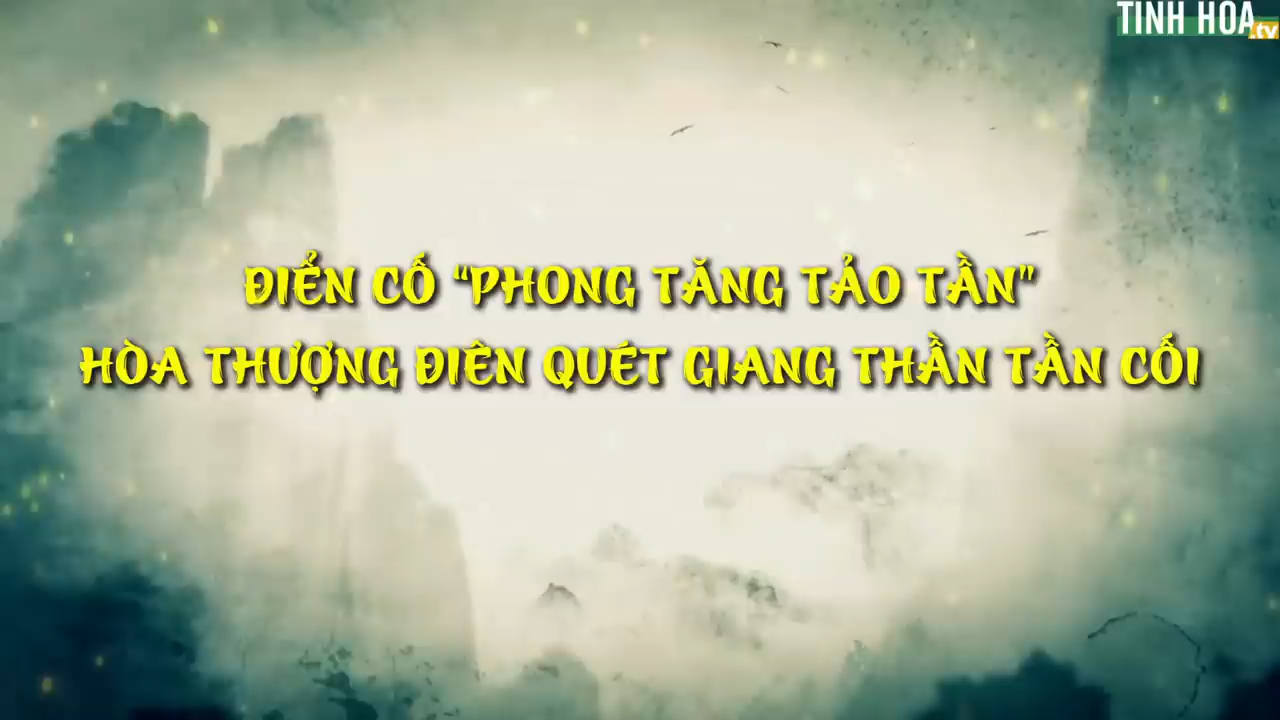 TINH HOA
.tv
ĐIỂN CỐ "PHONG TĂNG TẢO TẦN"
HÒA THƯỢNG ĐIÊN QUÉT GIANG THẦN TẦN CỐI